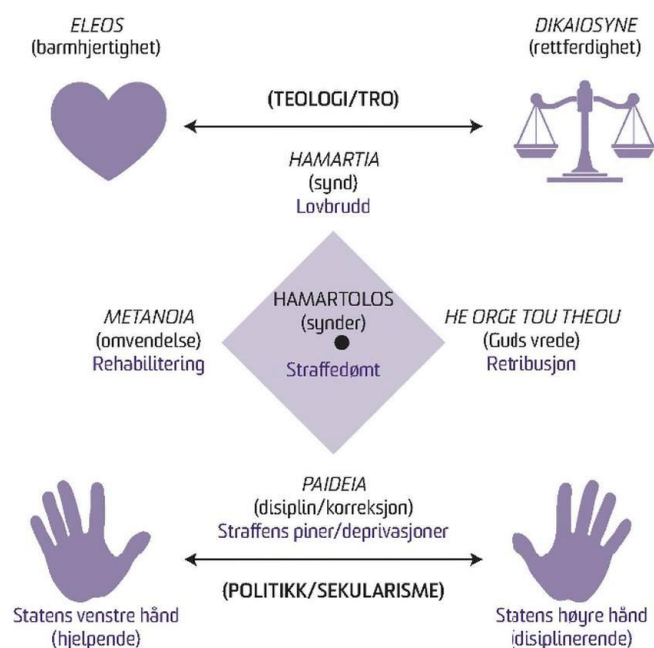 ELEOS
(barmhjertighet)
DIKAIOSYNE
(rettferdighet)
(TEOLOGI/TRO)
HAMARTIA
(synd)
Lovbrudd
METANOIA
(omvendelse)
Rehabilitering
HAMARTOLOS
(synder)
Straffedømt
HE ORGE TOU THEOU
(Guds vrede)
Retribusjon
PAIDEIA
(disiplin/korreksjon)
Straffens piner/deprivasjoner
(POLITIKK/SEKULARISME)
Statens venstre hånd
(hjelpende)
Statens høyre hånd
(disiplinerende)